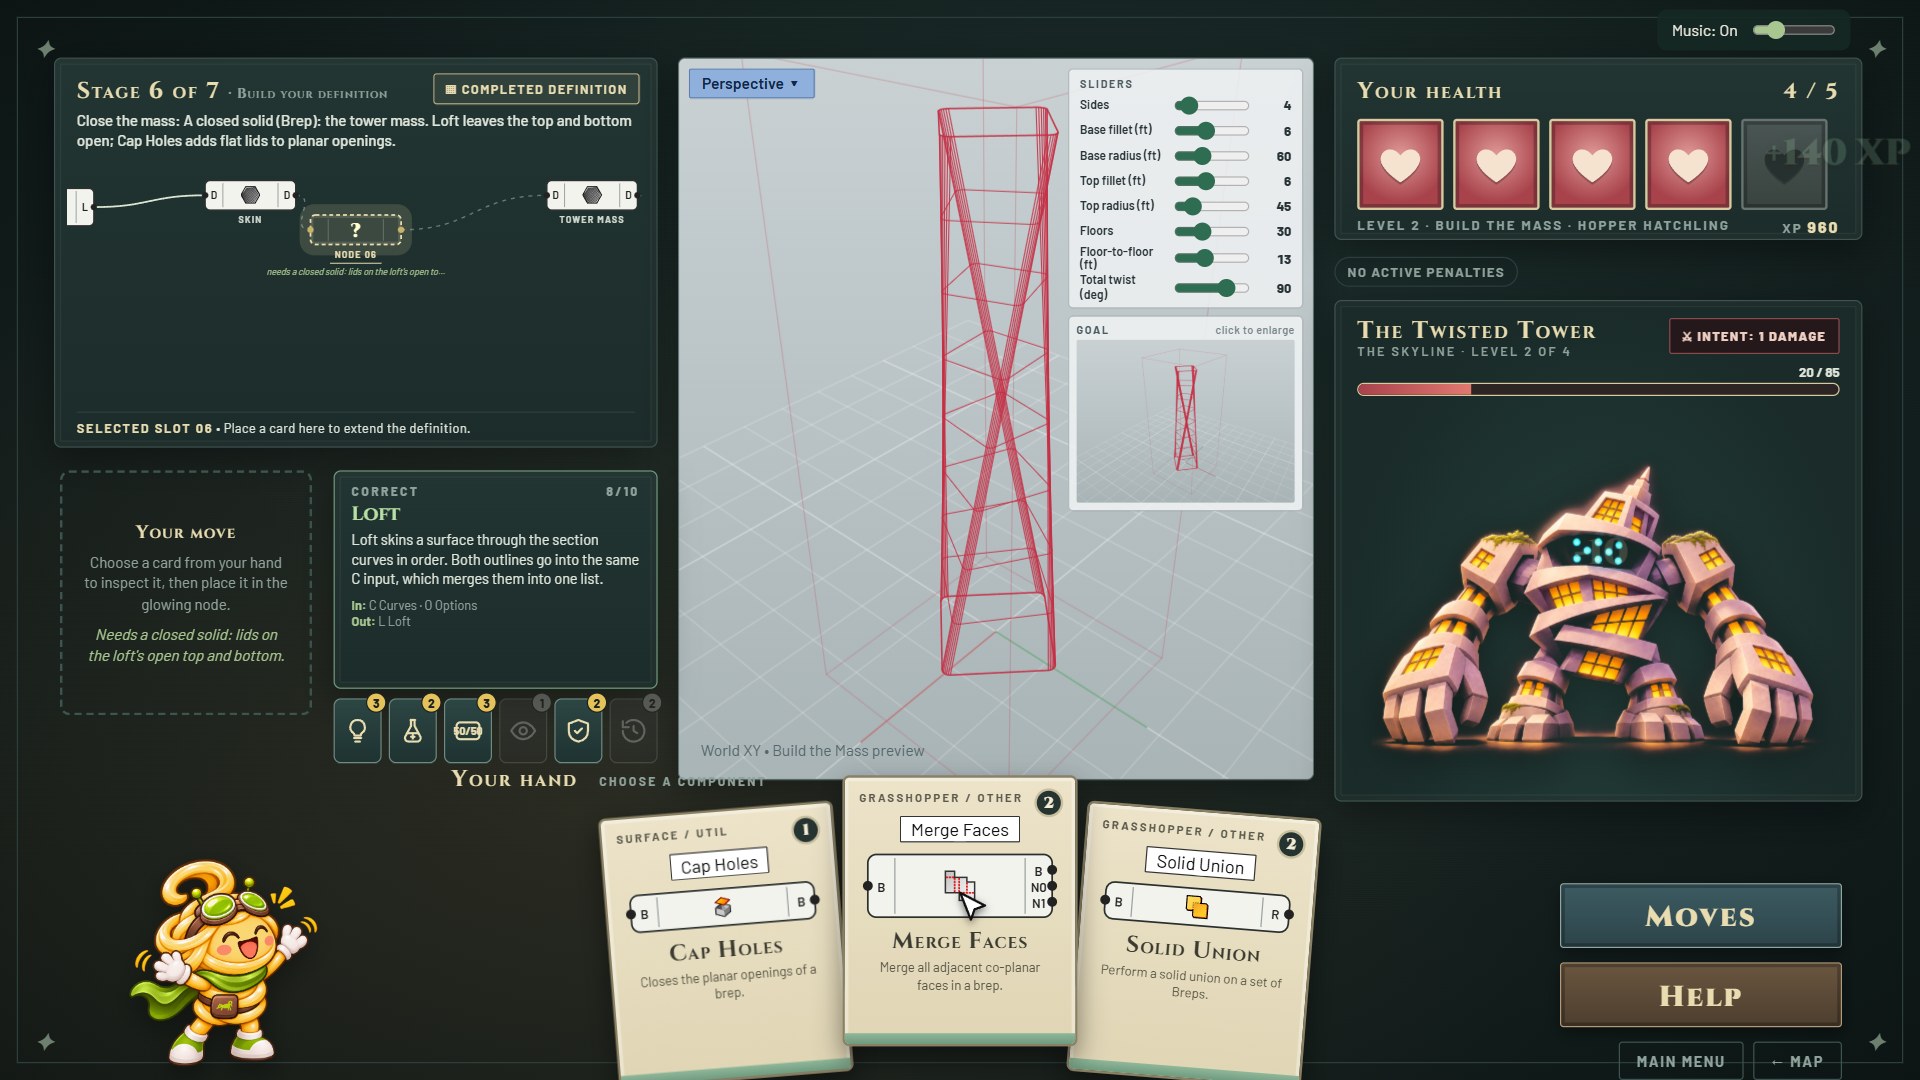 Music: On
STAGE 6 OF 7 · BUILD YOUR DEFINITION
COMPLETED DEFINITION
Close the mass: A closed solid (Brep): the tower mass. Loft leaves the top and bottom
open; Cap Holes adds flat lids to planar openings.
L
D D
SKIN
?
NODE 06
needs a closed solid: lids on the loft's open to...
D D
TOWER MASS
SELECTED SLOT 06 • Place a card here to extend the definition.
YOUR MOVE
Choose a card from your hand
to inspect it, then place it in the
glowing node.
Needs a closed solid: lids on
the loft's open top and bottom.
CORRECT 8/10
LOFT
Loft skins a surface through the section
curves in order. Both outlines go into the same
C input, which merges them into one list.
In: C Curves · O Options
Out: L Loft
3
2
3
50/50
1
2
2
YOUR HAND CHOOSE A COMPONENT
Perspective ▼
SLIDERS
Sides 4
Base fillet (ft) 6
Base radius (ft) 60
Top fillet (ft) 6
Top radius (ft) 45
Floors 30
Floor-to-floor
(ft) 13
Total twist
(deg) 90
GOAL click to enlarge
World XY • Build the Mass preview
YOUR HEALTH 4 / 5
+140 XP
LEVEL 2 · BUILD THE MASS · HOPPER HATCHLING XP 960
NO ACTIVE PENALTIES
THE TWISTED TOWER
INTENT: 1 DAMAGE
THE SKYLINE · LEVEL 2 OF 4
20 / 85
SURFACE / UTIL 1
Cap Holes
B B
CAP HOLES
Closes the planar openings of a
brep.
GRASSHOPPER / OTHER 2
Merge Faces
B
B
N0
N1
MERGE FACES
Merge all adjacent co-planar
faces in a brep.
GRASSHOPPER / OTHER 2
Solid Union
B R
SOLID UNION
Perform a solid union on a set of
Breps.
MOVES
HELP
MAIN MENU
← MAP